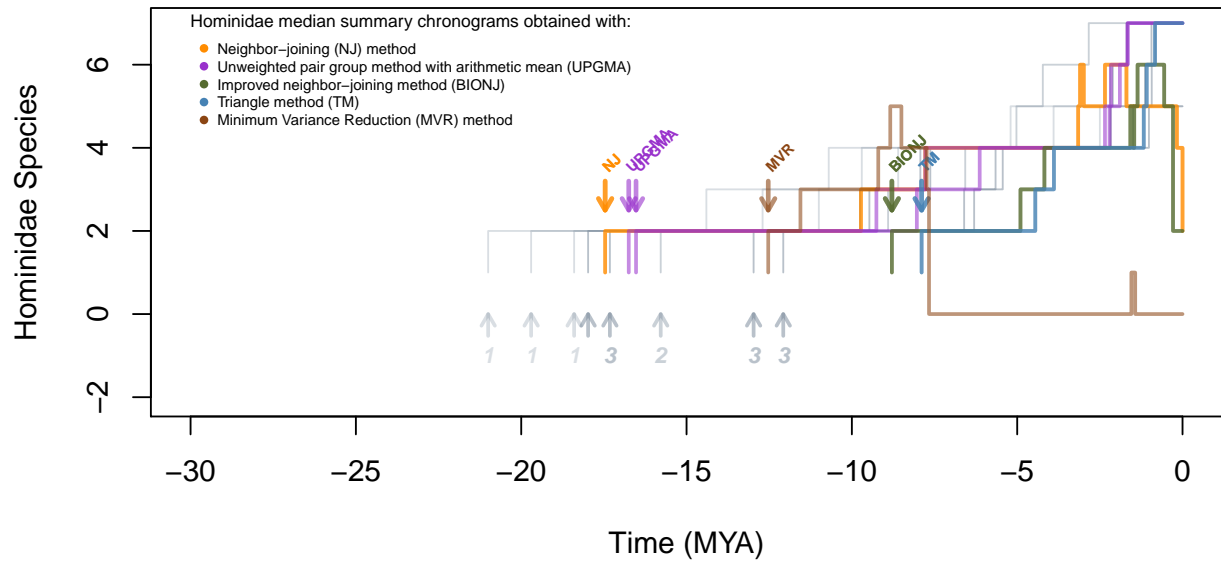 Hominidae median summary chronograms obtained with:
Neighbor−joining (NJ) method
Unweighted pair group method with arithmetic mean (UPGMA)
Improved neighbor−joining method (BIONJ)
Triangle method (TM)
Minimum Variance Reduction (MVR) method
Hominidae Species
6
4
2
0
−2
NJ
UPGMA
UPGMA
MVR
BIONJ
TM
1 1 1 3 2 3 3
−30 −25 −20 −15 −10 −5 0
Time (MYA)